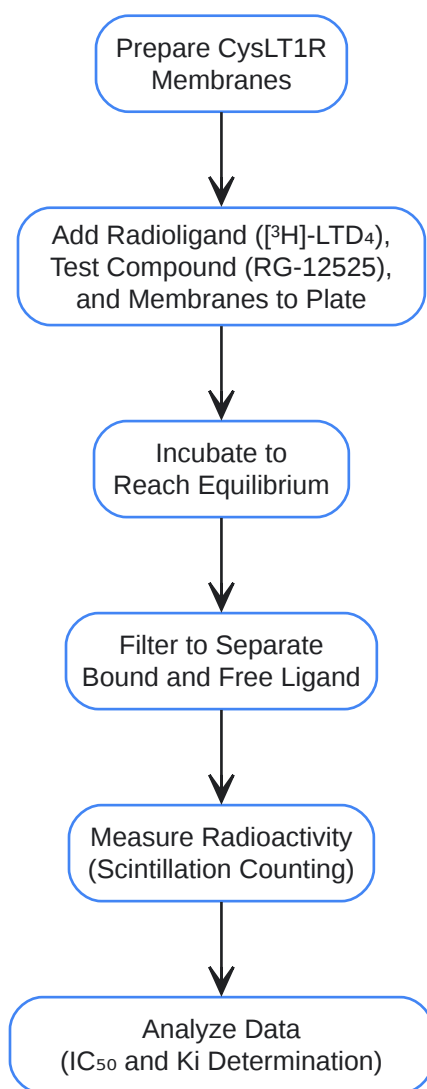 Prepare CysLT1R
Membranes
Add Radioligand ([³H]-LTD₄),
Test Compound (RG-12525),
and Membranes to Plate
Incubate to
Reach Equilibrium
Filter to Separate
Bound and Free Ligand
Measure Radioactivity
(Scintillation Counting)
Analyze Data
(IC₅₀ and Ki Determination)